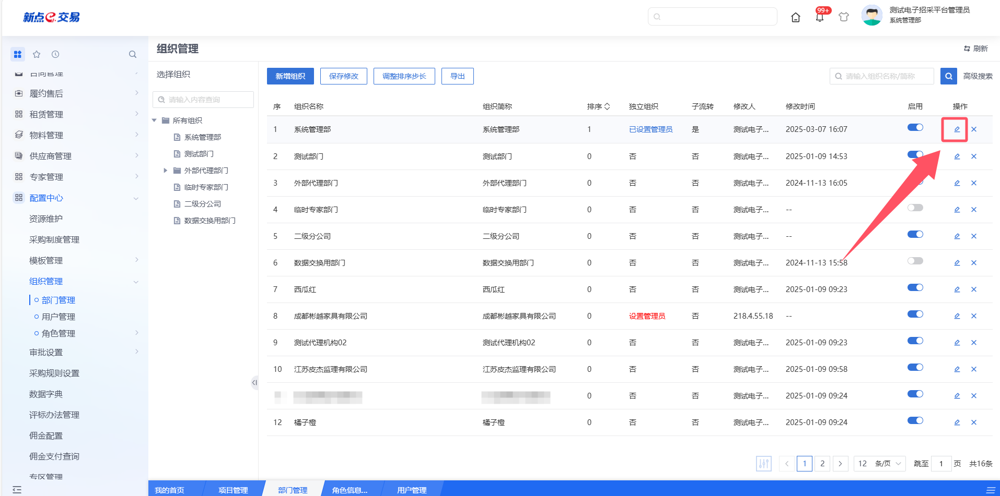 新点e交易
99+
测试电子招采平台管理员
系统管理部
合同管理
履约售后
租赁管理
物料管理
供应商管理
专家管理
配置中心
资源维护
采购制度管理
模板管理
组织管理
部门管理
用户管理
角色管理
审批设置
采购规则设置
数据字典
评标办法管理
佣金配置
佣金支付查询
专区管理
组织管理
刷新
选择组织
请输入内容查询
所有组织
系统管理部
测试部门
外部代理部门
临时专家部门
二级分公司
数据交换用部门
新增组织 保存修改 调整排序步长 导出 请输入组织名称/简称 高级搜索
序 组织名称 组织简称 排序 独立组织 子流转 修改人 修改时间 启用 操作
1 系统管理部 系统管理部 1 已设置管理员 是 测试电子... 2025-03-07 16:07
2 测试部门 测试部门 0 否 否 测试电子... 2025-01-09 14:53
3 外部代理部门 外部代理部门 0 否 否 测试电子... 2024-11-13 16:05
4 临时专家部门 临时专家部门 0 否 否 测试电子... --
5 二级分公司 二级分公司 0 否 否 测试电子... --
6 数据交换用部门 数据交换用部门 0 否 否 测试电子... 2024-11-13 15:58
7 西瓜红 西瓜红 0 否 否 测试电子... 2025-01-09 09:23
8 成都彬越家具有限公司 成都彬越家具有限公司 0 设置管理员 否 218.4.55.18 --
9 测试代理机构02 测试代理机构02 0 否 否 测试电子... 2025-01-09 09:23
10 江苏皮杰监理有限公司 江苏皮杰监理有限公司 0 否 否 测试电子... 2025-01-09 09:58
0 否 否 测试电子... 2025-01-09 09:24
12 橘子橙 橘子橙 0 否 否 测试电子... 2025-01-09 09:24
1 2 12 条/页 跳至 1 页 共16条
我的首页 项目管理 部门管理 角色信息... 用户管理